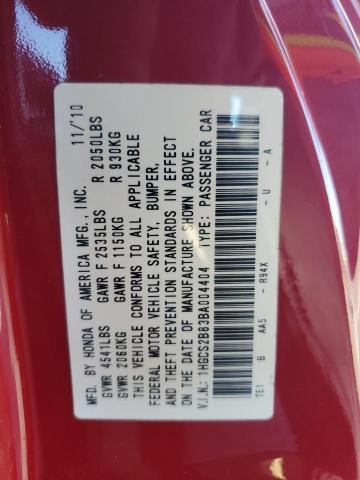 MFD. BY HONDA OF AMERICA MFG., INC. 11/'10
GVWR 4541LBS GAWR F 2535LBS R 2050LBS
GVWR 2060KG GAWR F 1150KG R 930KG
THIS VEHICLE CONFORMS TO ALL APPLICABLE
FEDERAL MOTOR VEHICLE SAFETY, BUMPER,
AND THEFT PREVENTION STANDARDS IN EFFECT
ON THE DATE OF MANUFACTURE SHOWN ABOVE.
V.I.N.: 1HGCS2B83BA004404 TYPE: PASSENGER CAR
TE1 B AA5 - R94X - U - A